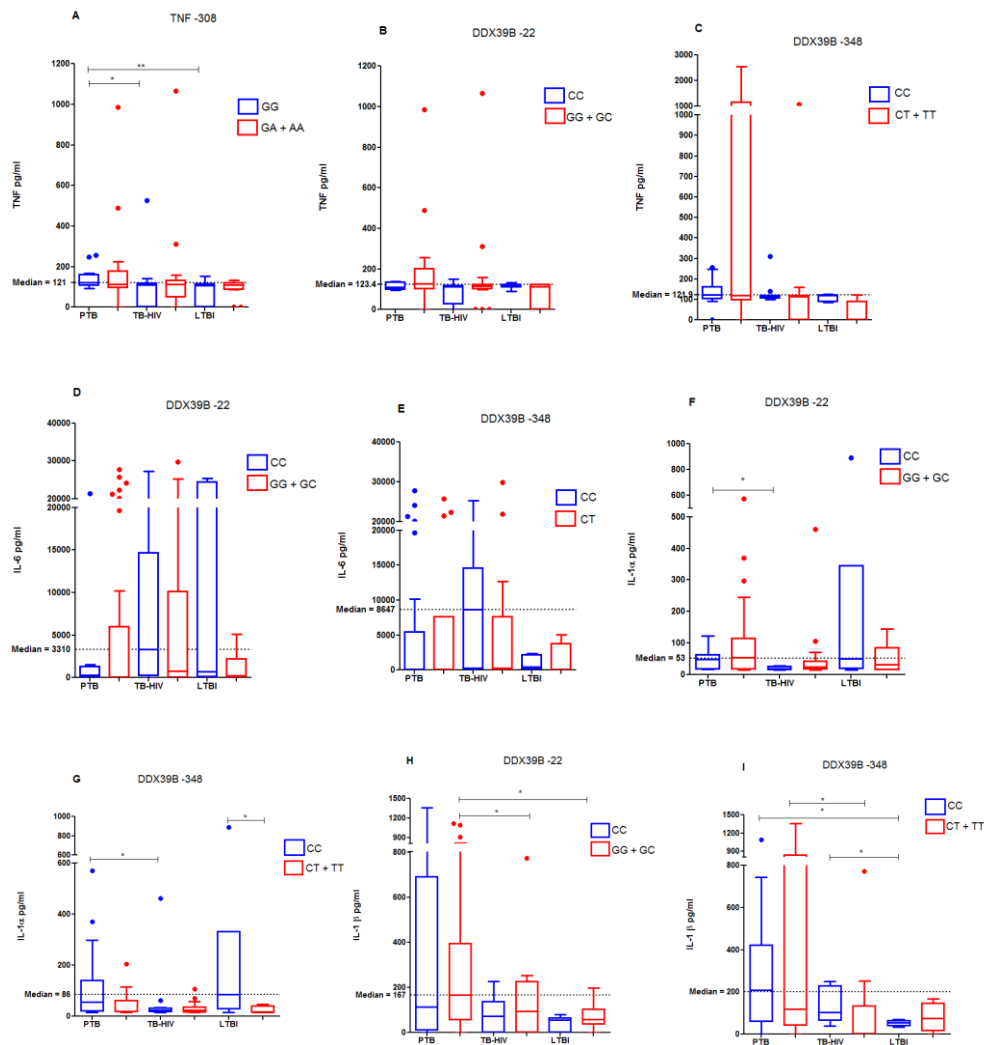 A
TNF -308
**
*
GG
GA + AA
TNF pg/ml
1200
1000
800
600
400
200
0
Median = 121
PTB
TB-HIV
LTBI
B
DDX39B -22
CC
GG + GC
TNF pg/ml
1200
1000
800
600
400
200
0
Median = 123.4
PTB
TB-HIV
LTBI
C
DDX39B -348
CC
CT + TT
TNF pg/ml
3000
2000
1000
900
800
700
600
500
400
300
200
100
0
PTB
TB-HIV
LTBI
D
DDX39B -22
CC
GG + GC
IL-6 pg/ml
40000
30000
20000
20000
15000
10000
5000
0
Median = 3310
PTB
TB-HIV
LTBI
E
DDX39B -348
CC
CT
IL-6 pg/ml
40000
30000
20000
20000
15000
10000
5000
0
Median = 8647
PTB
TB-HIV
LTBI
F
DDX39B -22
*
CC
GG + GC
IL-1α pg/ml
1000
900
800
700
600
500
400
300
200
100
0
Median = 53
PTB
TB-HIV
LTBI
G
DDX39B -348
*
*
CC
CT + TT
IL-1α pg/ml
1000
800
600
600
400
200
0
Median = 86
PTB
TB-HIV
LTBI
H
DDX39B -22
*
*
CC
GG + GC
IL-1 β pg/ml
1500
1300
1100
900
800
600
400
200
0
Median = 167
PTB
TB-HIV
LTBI
I
DDX39B -348
*
*
*
CC
CT + TT
IL-1 β pg/ml
1500
1300
1100
900
800
600
400
200
0
PTB
TB-HIV
LTBI